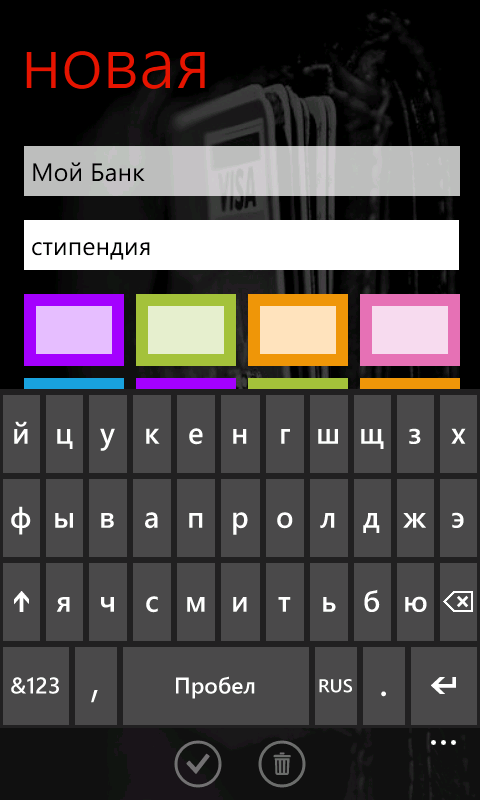 новая
VISA
Мой Банк
стипендия
й ц у к е н г ш щ з х
ф ы в а п р о л д ж э
я ч с м и т ь б ю
&123 , Пробел RUS .